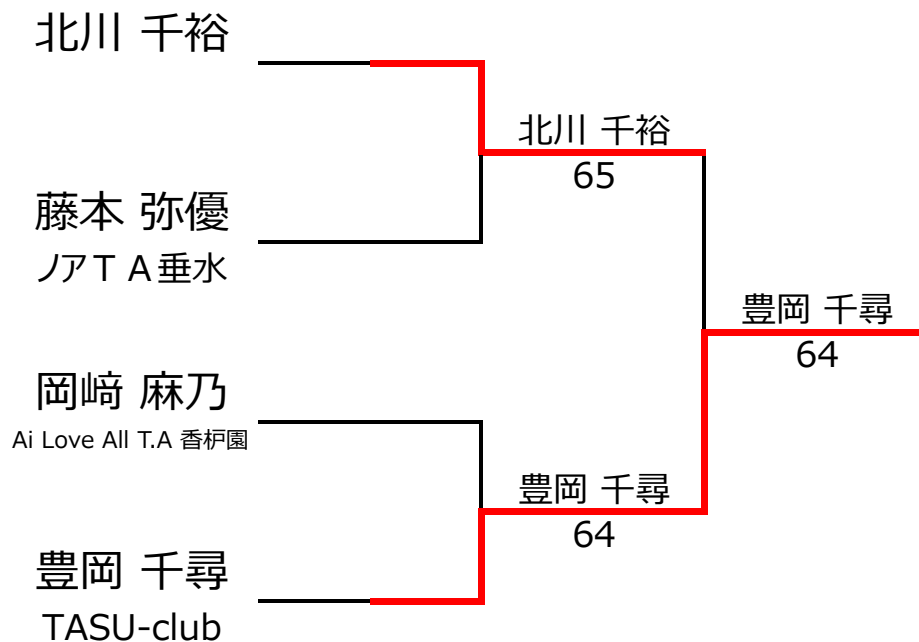 北川 千裕
北川 千裕
65
藤本 弥優
ノアＴＡ垂水
豊岡 千尋
64
岡﨑 麻乃
Ai Love All T.A 香枦園
豊岡 千尋
64
豊岡 千尋
TASU-club